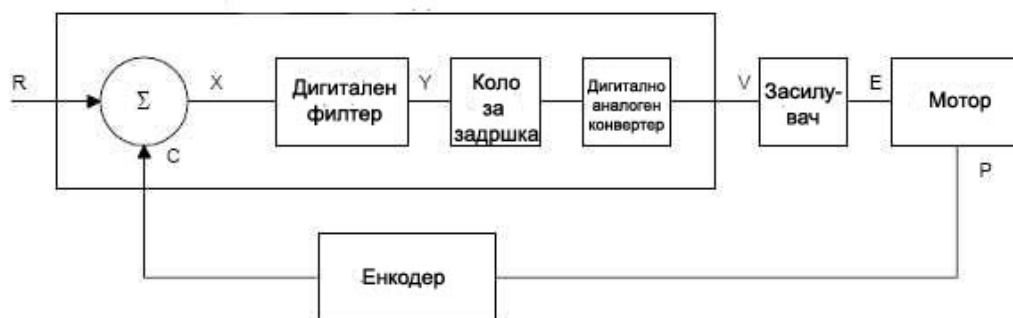 R
Σ
X
C
Дигитален
филтер
Y
Коло
за
задршка
Дигитално
аналоген
конвертер
V
Засилу-
вач
E
Мотор
P
Енкодер